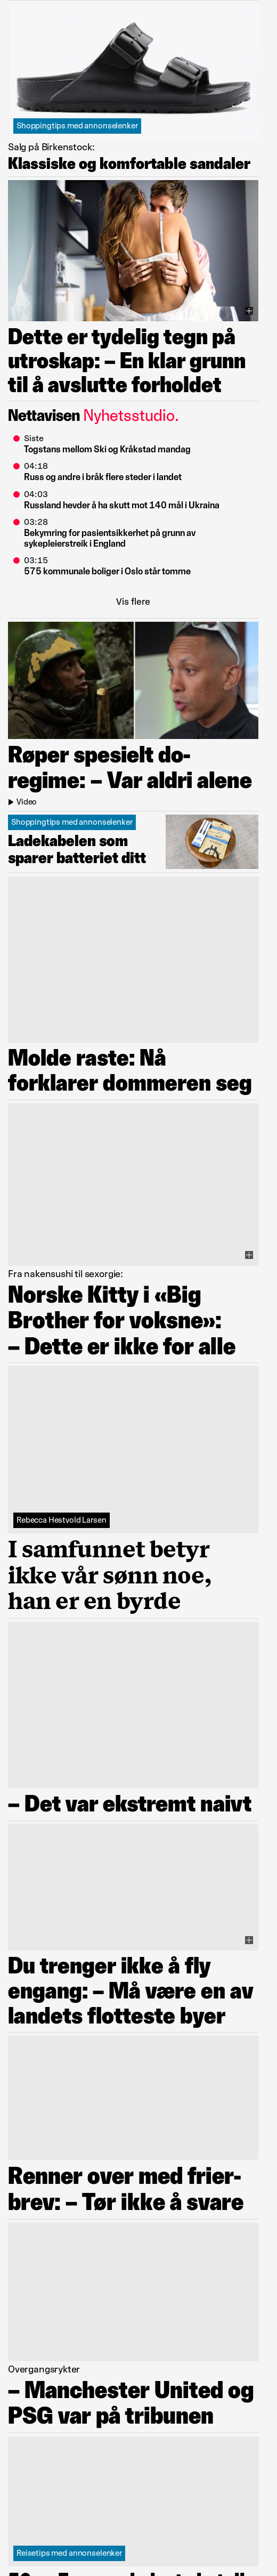 Shoppingtips med annonselenker
Salg på Birkenstock:
Klassiske og komfortable sandaler
Dette er tydelig tegn på
utroskap: – En klar grunn
til å avslutte forholdet
Nettavisen Nyhetsstudio.
Siste
Togstans mellom Ski og Kråkstad mandag
04:18
Russ og andre i bråk flere steder i landet
04:03
Russland hevder å ha skutt mot 140 mål i Ukraina
03:28
Bekymring for pasientsikkerhet på grunn av
sykepleierstreik i England
03:15
575 kommunale boliger i Oslo står tomme
Vis flere
Røper spesielt do-
regime: – Var aldri alene
Video
Shoppingtips med annonselenker
Ladekabelen som
sparer batteriet ditt
Molde raste: Nå
forklarer dommeren seg
Fra nakensushi til sexorgie:
Norske Kitty i «Big
Brother for voksne»:
– Dette er ikke for alle
Rebecca Hestvold Larsen
I samfunnet betyr
ikke vår sønn noe,
han er en byrde
– Det var ekstremt naivt
Du trenger ikke å fly
engang: – Må være en av
landets flotteste byer
Renner over med frier-
brev: – Tør ikke å svare
Overgangsrykter
– Manchester United og
PSG var på tribunen
Reisetips med annonselenker